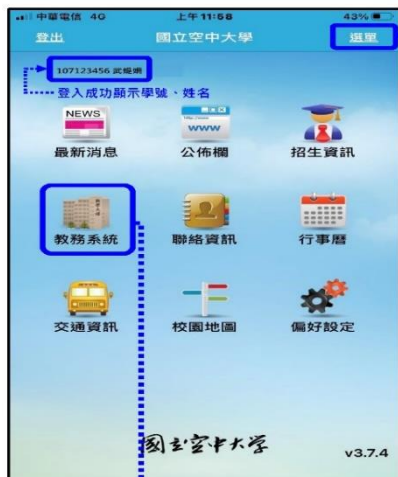 中華電信 4G 上午11:58 43%
登出 國立空中大學 選單
107123456 武媞娥
登入成功顯示學號、姓名
NEWS
www
最新消息 公佈欄 招生資訊
教務系統 聯絡資訊 行事曆
交通資訊 校園地圖 偏好設定
國立空中大學 v3.7.4